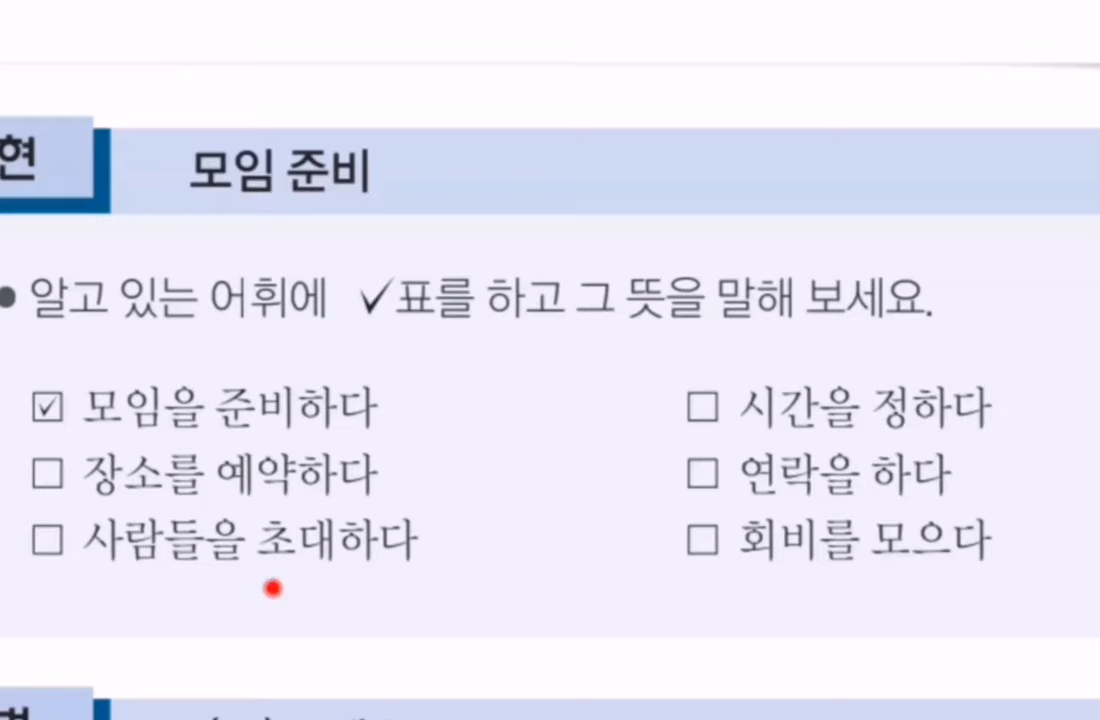 현
모임 준비
● 알고 있는 어휘에 ✓표를 하고 그 뜻을 말해 보세요.
☑ 모임을 준비하다
☐ 시간을 정하다
☐ 장소를 예약하다
☐ 연락을 하다
☐ 사람들을 초대하다
☐ 회비를 모으다